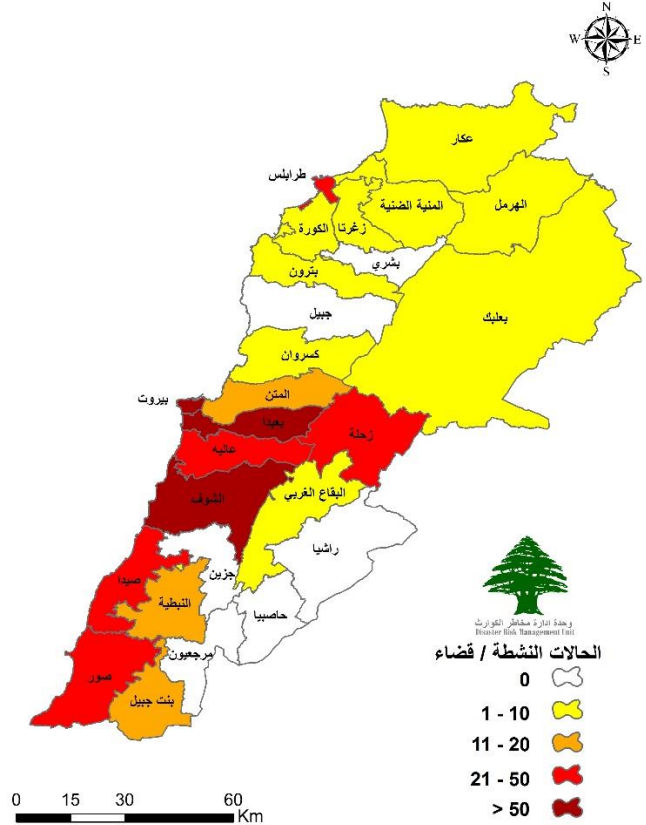 N
W
E
S
عكار
طرابلس
المنية الضنية
الهرمل
زغرتا
الكورة
بشري
بترون
جبيل
بعلبك
كسروان
المتن
بيروت
بعبدا
زحلة
عاليه
الشوف
البقاع الغربي
راشيا
جزين
صيدا
النبطية
حاصبيا
مرجعيون
صور
بنت جبيل
وحدة ادارة مخاطر الكوارث
Disaster Risk Management Unit
الحالات النشطة / قضاء
0
1 - 10
11 - 20
21 - 50
> 50
0 15 30 60
Km